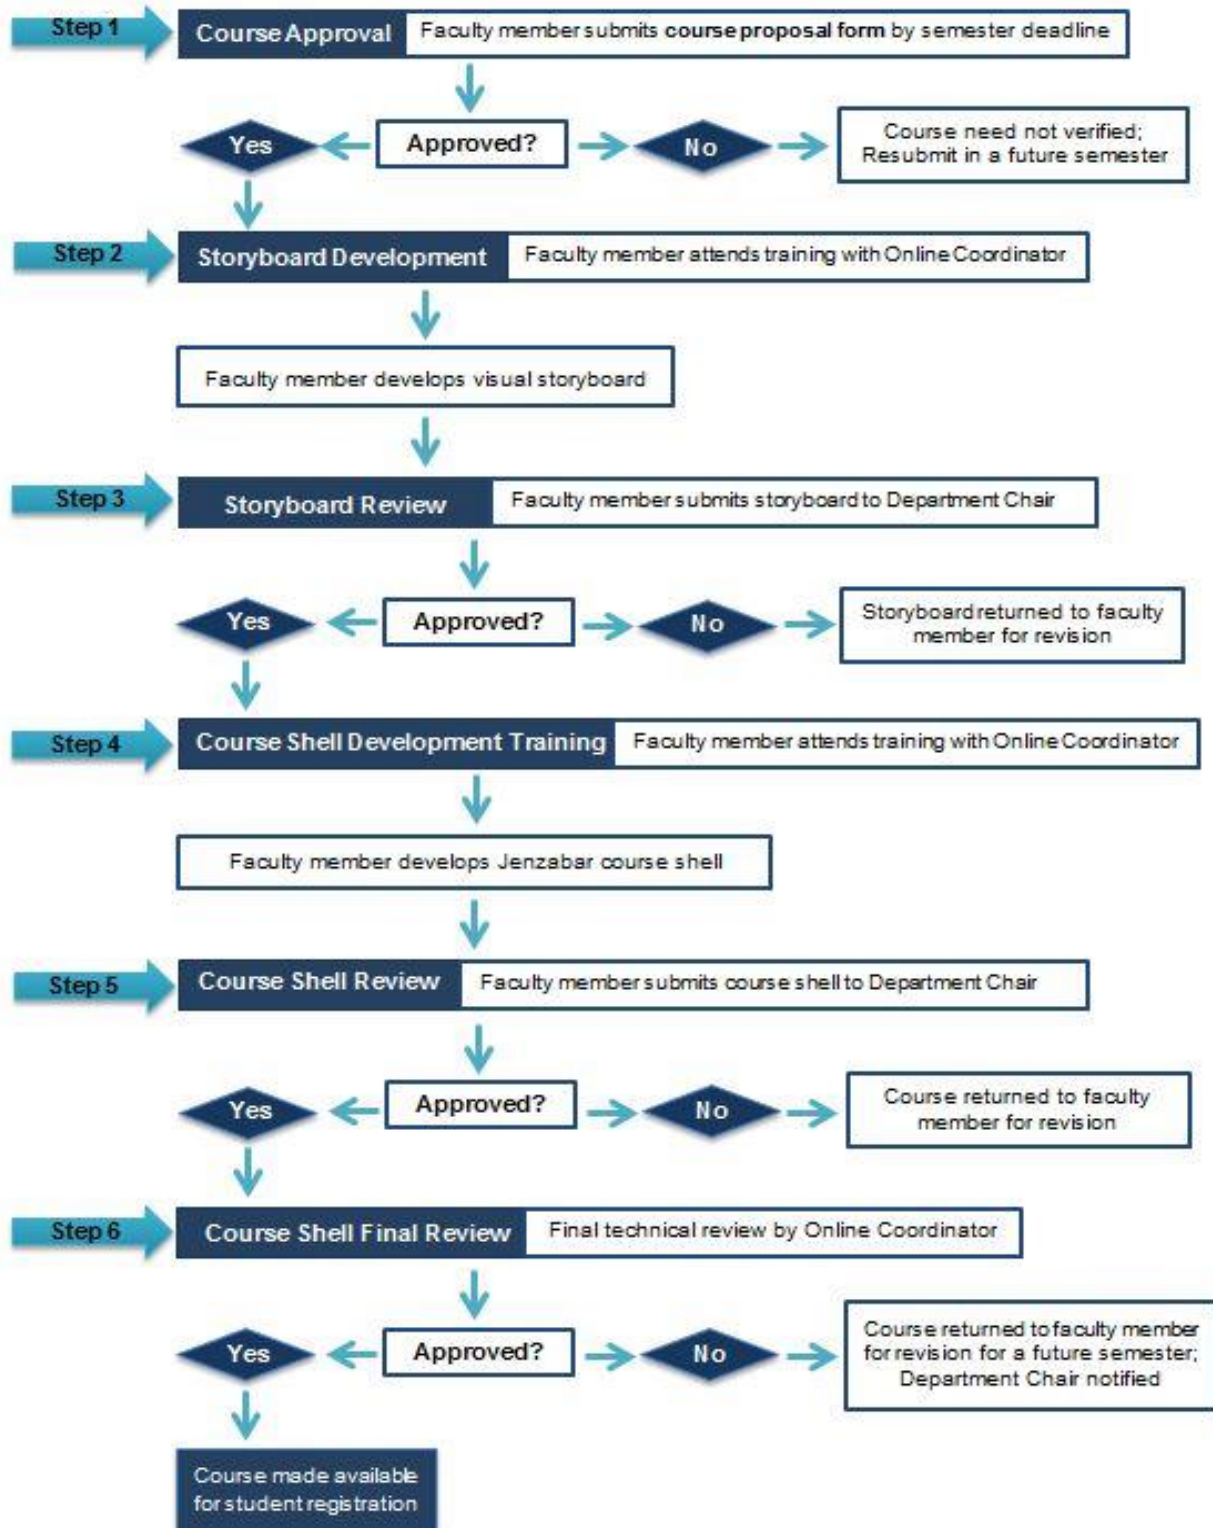 Step 1
Course Approval
Faculty member submits course proposal form by semester deadline
Yes
Approved?
No
Course need not verified;
Resubmit in a future semester
Step 2
Storyboard Development
Faculty member attends training with Online Coordinator
Faculty member develops visual storyboard
Step 3
Storyboard Review
Faculty member submits storyboard to Department Chair
Yes
Approved?
No
Storyboard returned to faculty
member for revision
Step 4
Course Shell Development Training
Faculty member attends training with Online Coordinator
Faculty member develops Jenzabar course shell
Step 5
Course Shell Review
Faculty member submits course shell to Department Chair
Yes
Approved?
No
Course returned to faculty
member for revision
Step 6
Course Shell Final Review
Final technical review by Online Coordinator
Yes
Approved?
No
Course returned to faculty member
for revision for a future semester;
Department Chair notified
Course made available
for student registration